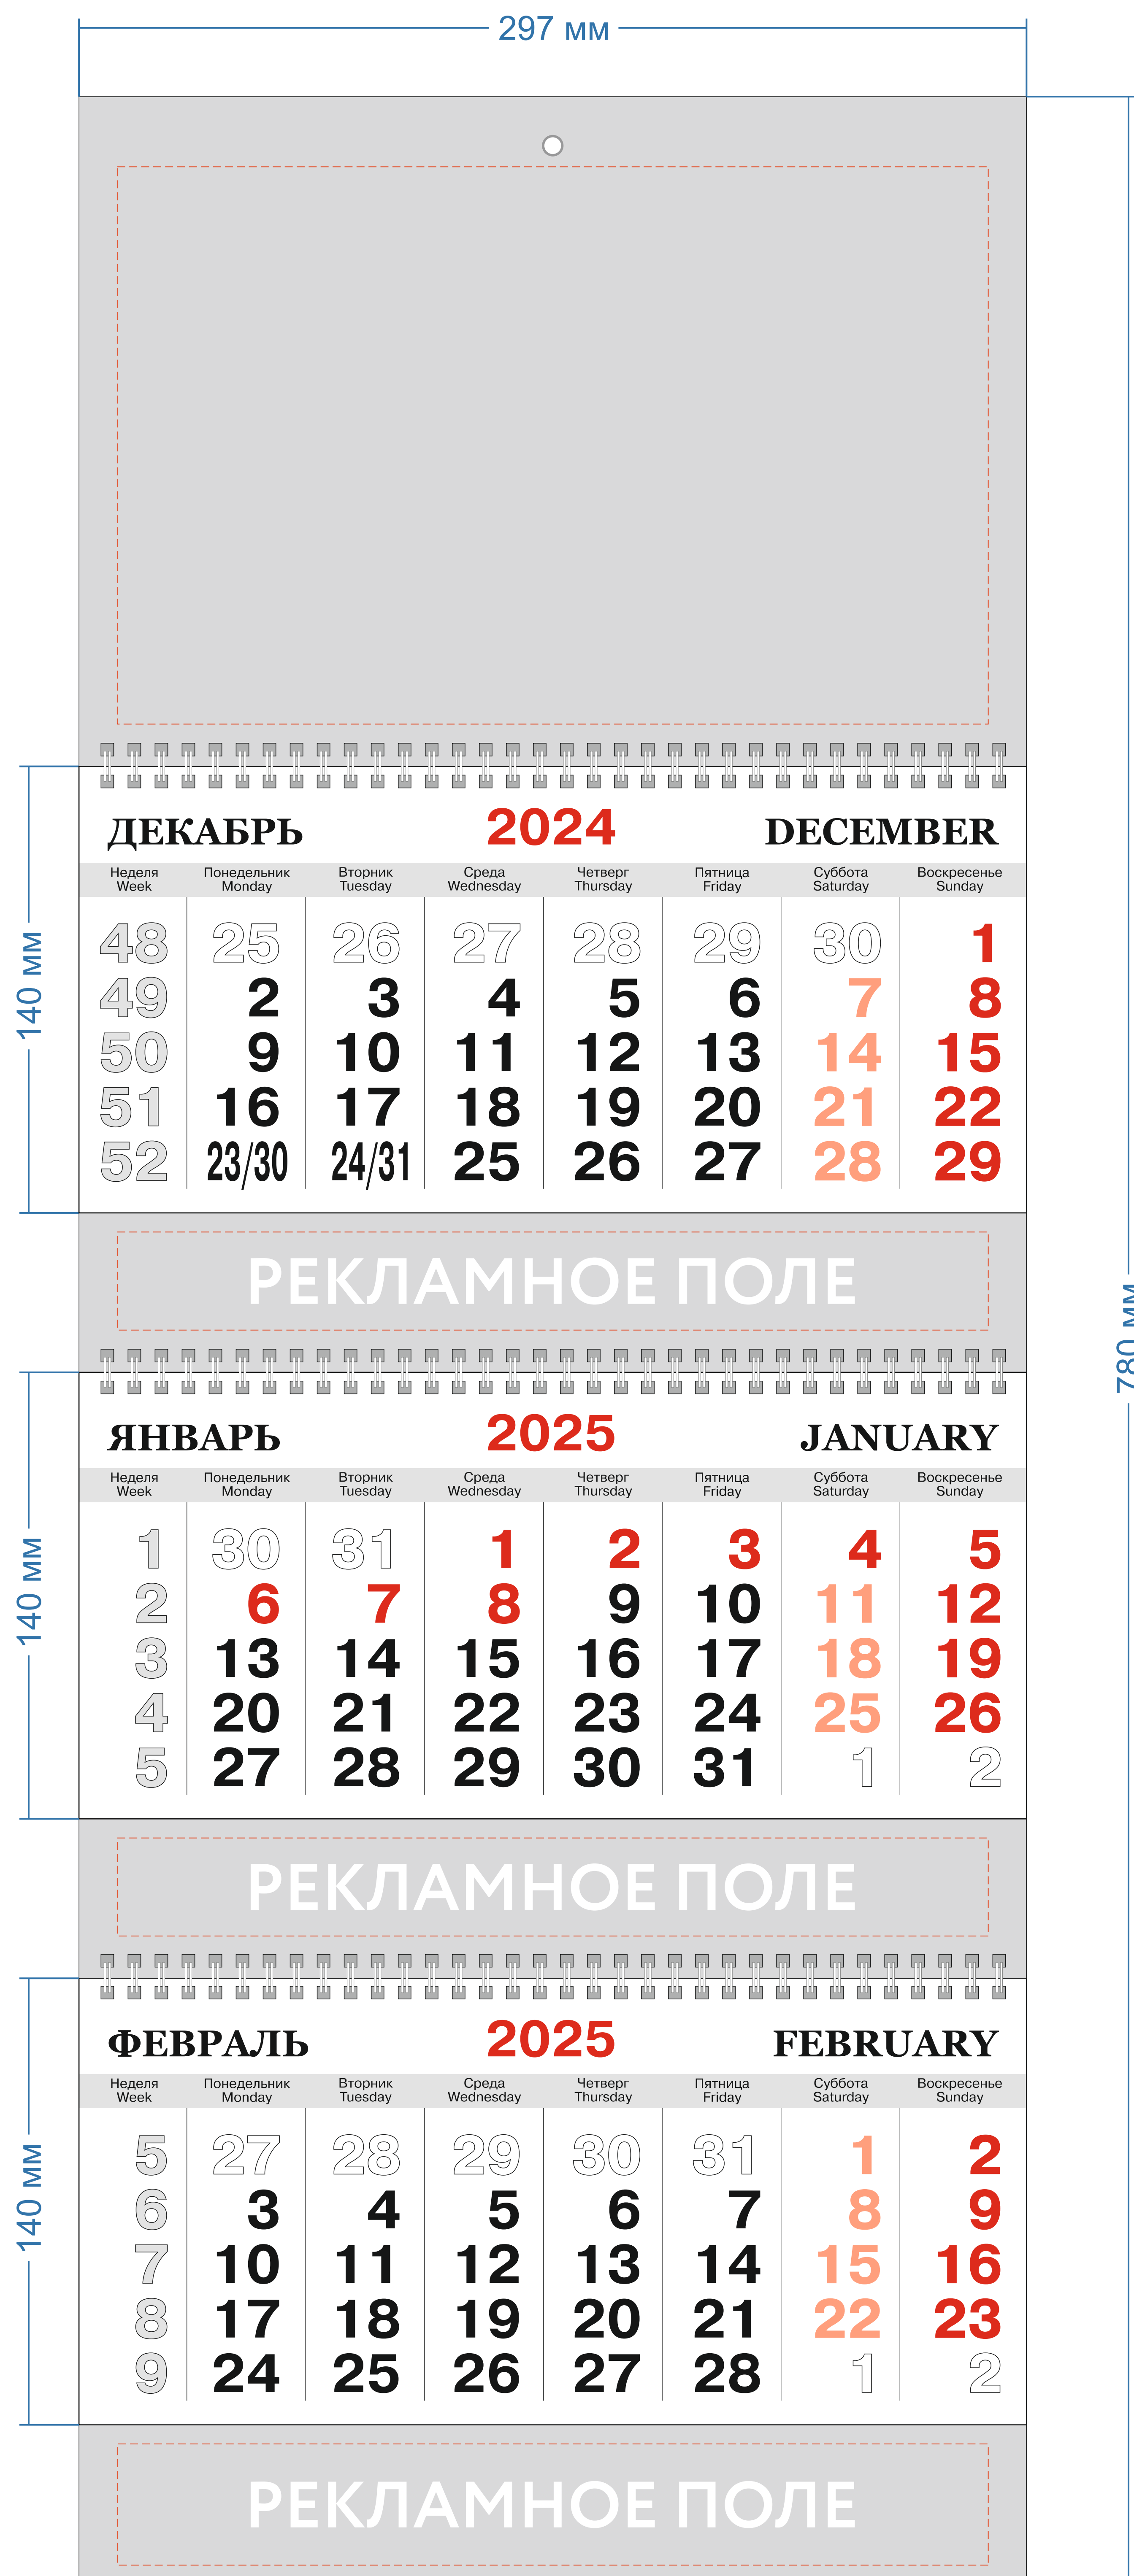 297 мм
ДЕКАБРЬ 2024 DECEMBER
Неделя Понедельник Вторник Среда Четверг Пятница Суббота Воскресенье
Week Monday Tuesday Wednesday Thursday Friday Saturday Sunday
48 25 26 27 28 29 30 1
49 2 3 4 5 6 7 8
140 мм
50 9 10 11 12 13 14 15
51 16 17 18 19 20 21 22
52 23/30 24/31 25 26 27 28 29
РЕКЛАМНОЕ ПОЛЕ
780 мм
ЯНВАРЬ 2025 JANUARY
Неделя Понедельник Вторник Среда Четверг Пятница Суббота Воскресенье
Week Monday Tuesday Wednesday Thursday Friday Saturday Sunday
1 30 31 1 2 3 4 5
2 6 7 8 9 10 11 12
140 мм
3 13 14 15 16 17 18 19
4 20 21 22 23 24 25 26
5 27 28 29 30 31 1 2
РЕКЛАМНОЕ ПОЛЕ
ФЕВРАЛЬ 2025 FEBRUARY
Неделя Понедельник Вторник Среда Четверг Пятница Суббота Воскресенье
Week Monday Tuesday Wednesday Thursday Friday Saturday Sunday
5 27 28 29 30 31 1 2
6 3 4 5 6 7 8 9
140 мм
7 10 11 12 13 14 15 16
8 17 18 19 20 21 22 23
9 24 25 26 27 28 1 2
РЕКЛАМНОЕ ПОЛЕ